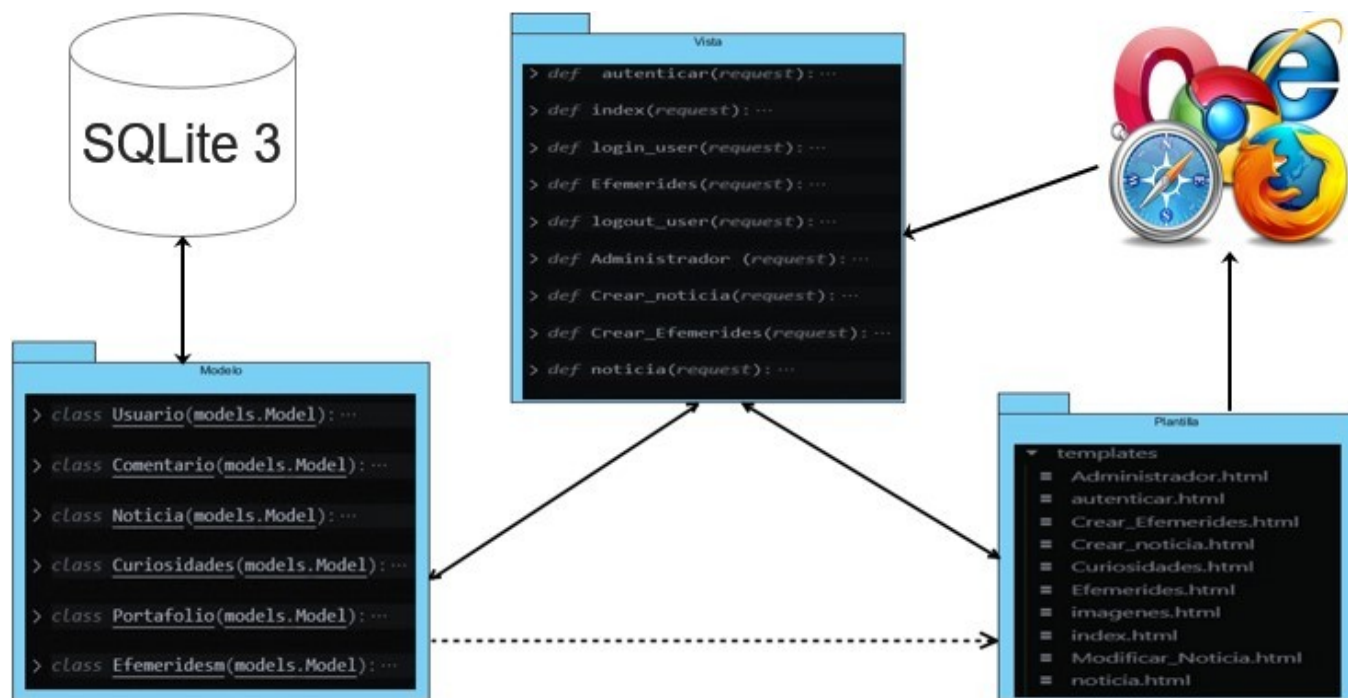 SQLite 3
Vista
> def autenticar(request): ...
> def index(request): ...
> def login_user(request): ...
> def Efemerides(request): ...
> def logout_user(request): ...
> def Administrador (request): ...
> def Crear_noticia(request): ...
> def Crear_Efemerides(request): ...
> def noticia(request): ...
Modelo
> class Usuario(models.Model): ...
> class Comentario(models.Model): ...
> class Noticia(models.Model): ...
> class Curiosidades(models.Model): ...
> class Portafolio(models.Model): ...
> class Efemeridesm(models.Model): ...
Plantilla
templates
Administrador.html
autenticar.html
Crear_Efemerides.html
Crear_noticia.html
Curiosidades.html
Efemerides.html
imagenes.html
index.html
Modificar_Noticia.html
noticia.html